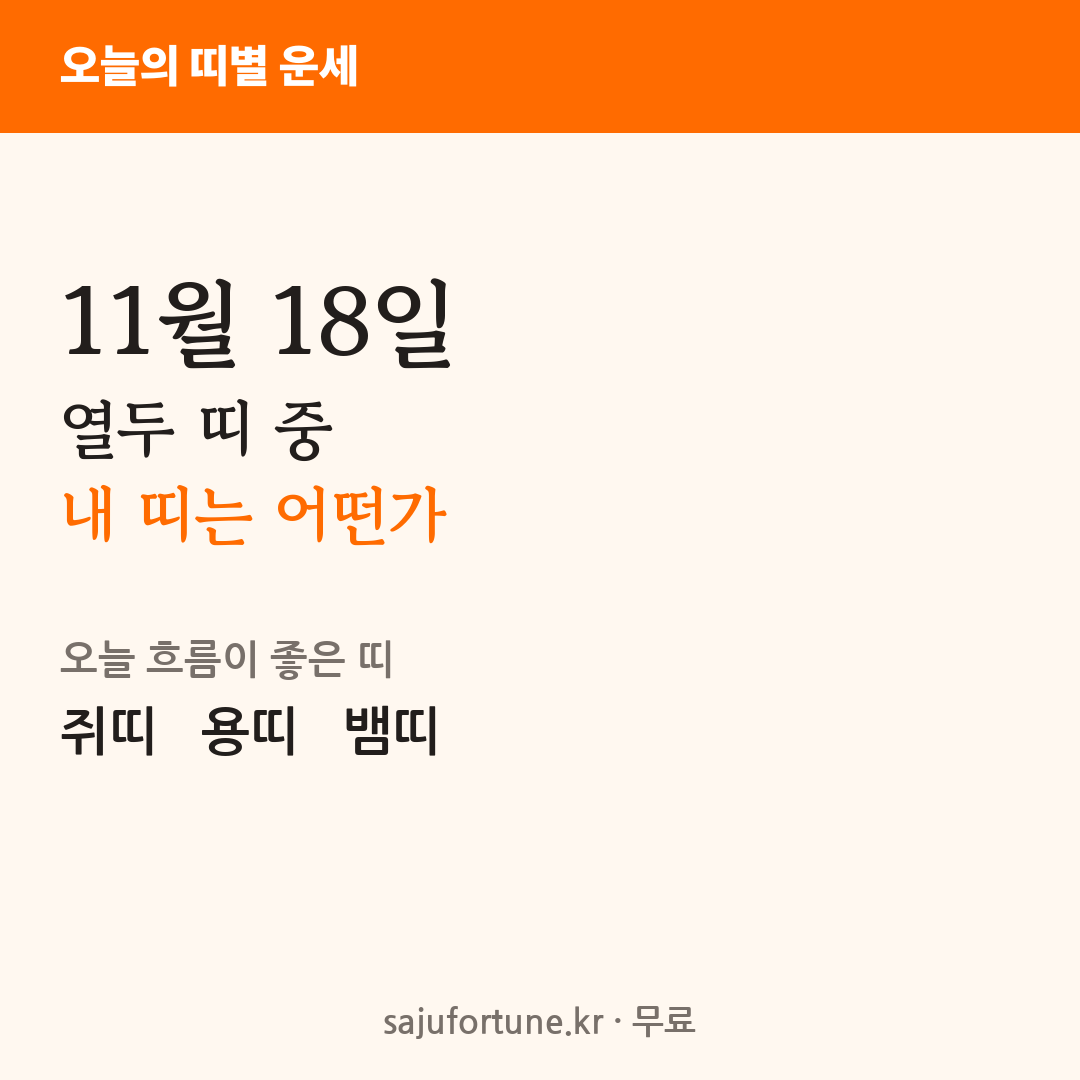 오늘의 띠별 운세
11월 18일
열두 띠 중
내 띠는 어떤가
오늘 흐름이 좋은 띠
쥐띠 용띠 뱀띠
sajufortune.kr · 무료